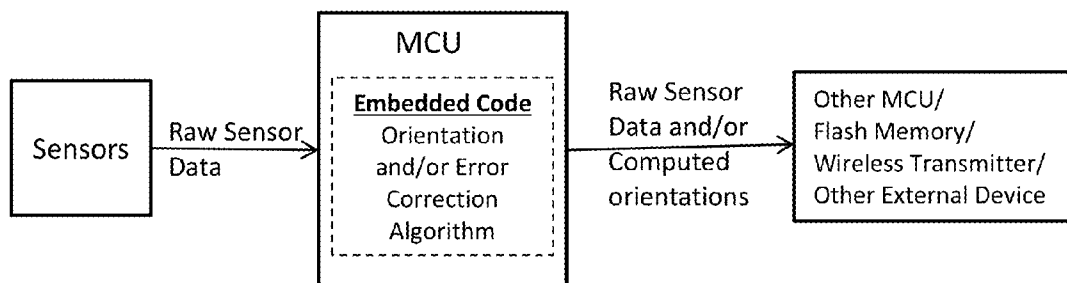 Sensors
Raw Sensor
Data
MCU
Embedded Code
Orientation
and/or Error
Correction
Algorithm
Raw Sensor
Data and/or
Computed
orientations
Other MCU/
Flash Memory/
Wireless Transmitter/
Other External Device